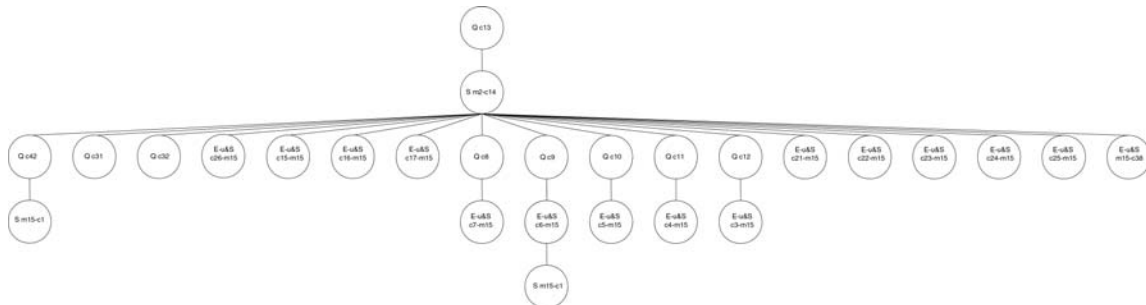 Q c13
S m2-c14
Q c42
Q c31
Q c32
E-u&S
c26-m15
E-u&S
c15-m15
E-u&S
c16-m15
E-u&S
c17-m15
Q c8
Q c9
Q c10
Q c11
Q c12
E-u&S
c21-m15
E-u&S
c22-m15
E-u&S
c23-m15
E-u&S
c24-m15
E-u&S
c25-m15
E-u&S
m15-c38
S m15-c1
E-u&S
c7-m15
E-u&S
c6-m15
E-u&S
c5-m15
E-u&S
c4-m15
E-u&S
c3-m15
S m15-c1